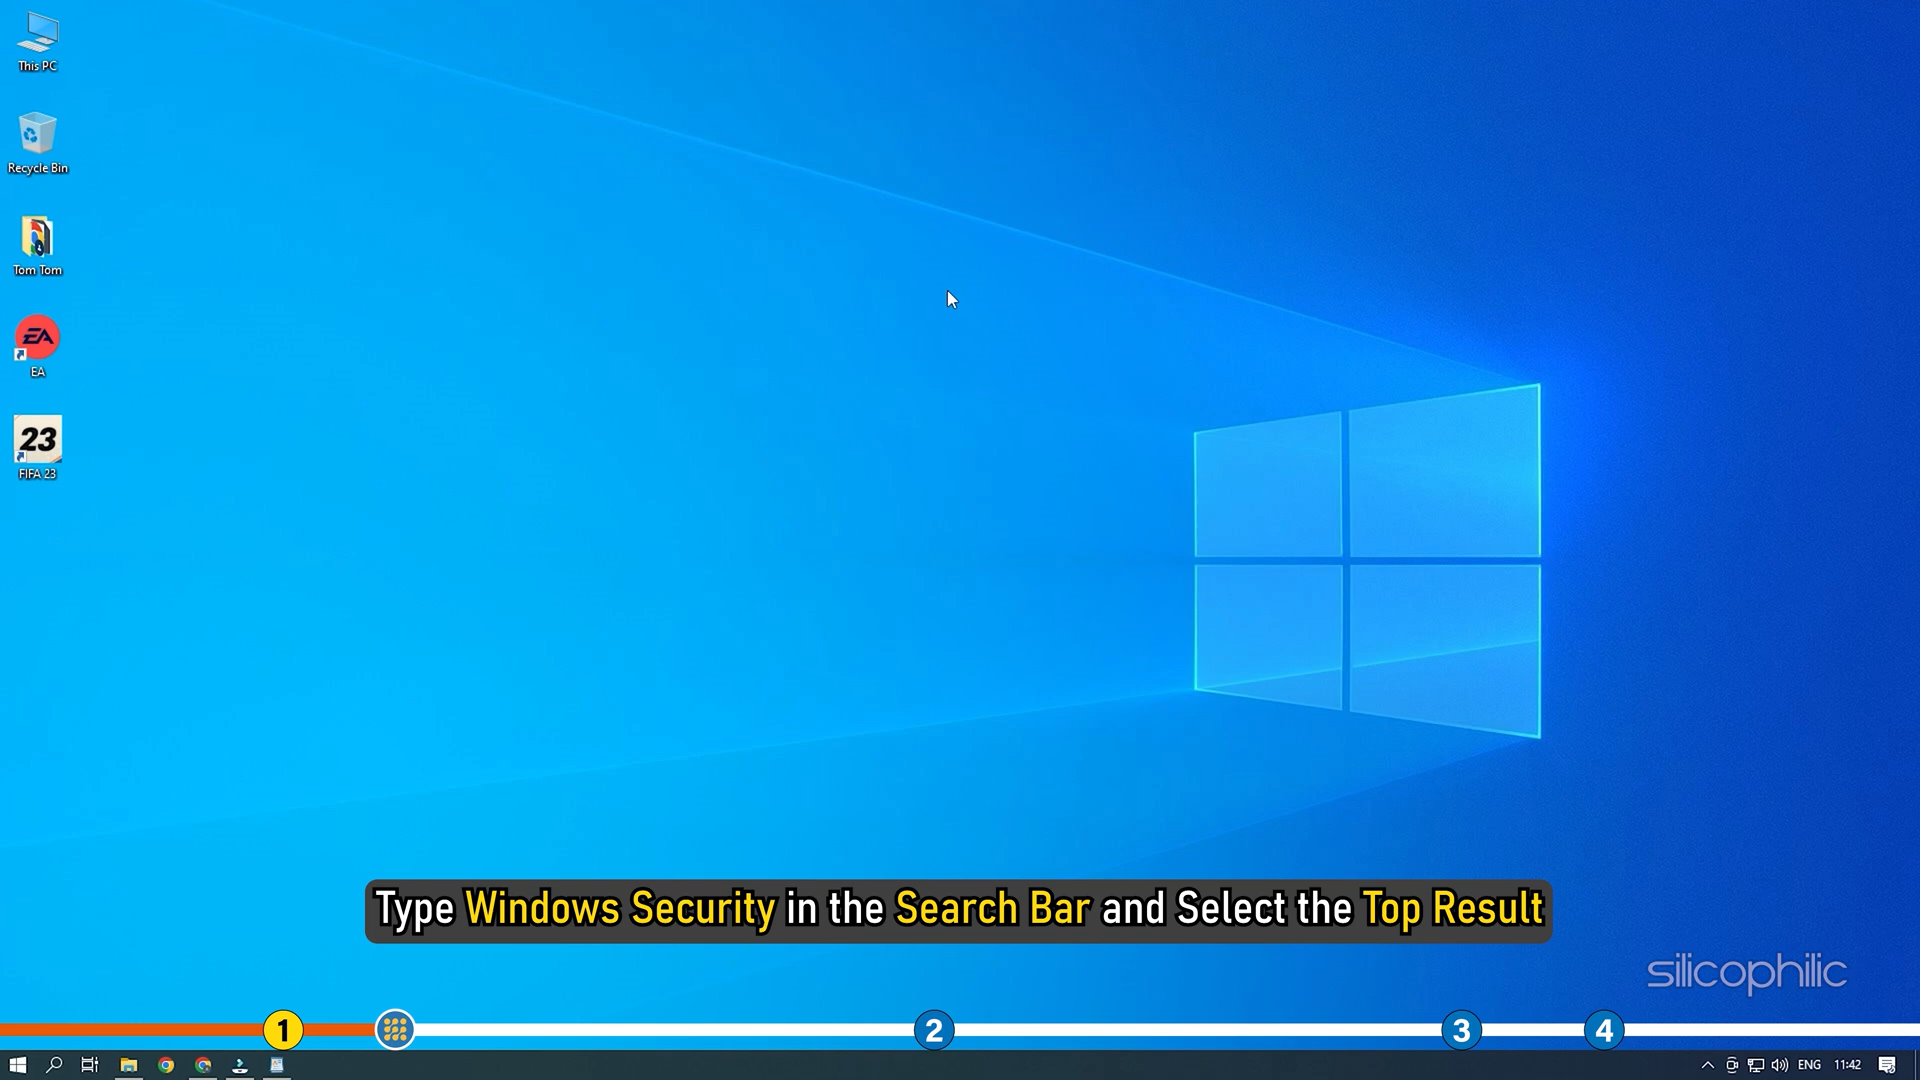 This PC
Recycle Bin
Tom Tom
EA
EA
23
FIFA 23
Type Windows Security in the Search Bar and Select the Top Result
silicophilic
1
2
3
4
ENG
11:42